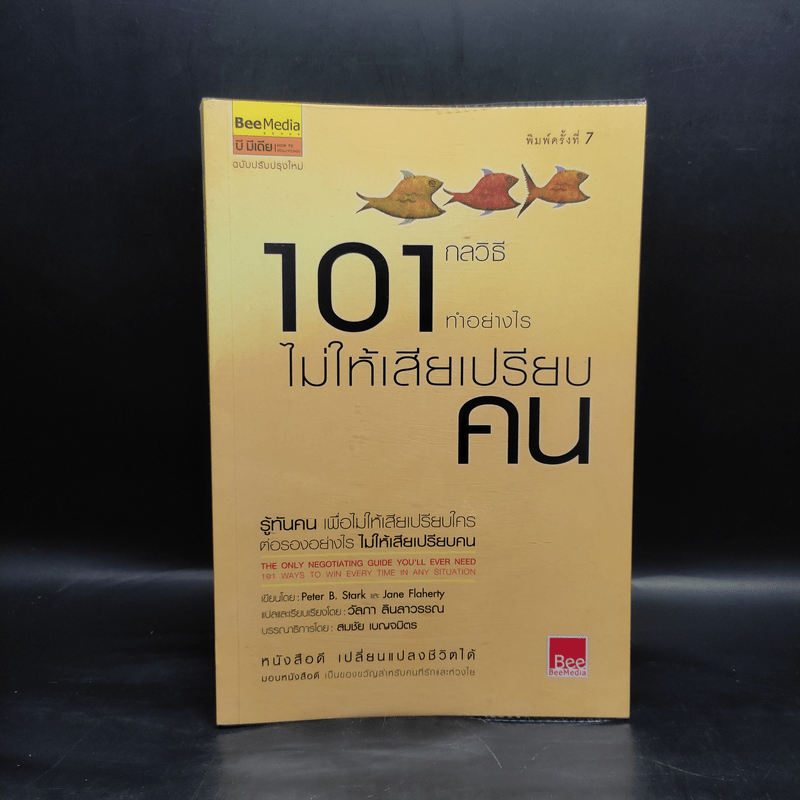 BeeMedia
BOOKS
บี มีเดีย HOW TO
ฉบับปรับปรุงใหม่
พิมพ์ครั้งที่ 7
101 กลวิธี
ทำอย่างไร
ไม่ให้เสียเปรียบ
คน
รู้ทันคน เพื่อไม่ให้เสียเปรียบใคร
ต่อรองอย่างไร ไม่ให้เสียเปรียบคน
THE ONLY NEGOTIATING GUIDE YOU'LL EVER NEED
101 WAYS TO WIN EVERY TIME IN ANY SITUATION
เขียนโดย : Peter B. Stark และ Jane Flaherty
แปลและเรียบเรียงโดย : วัลภา ลินลาวรรณ
บรรณาธิการโดย : สมชัย เบญจมิตร
หนังสือดี เปลี่ยนแปลงชีวิตได้
มอบหนังสือดี เป็นของขวัญสำหรับคนที่รักและห่วงใย
Bee
BeeMedia